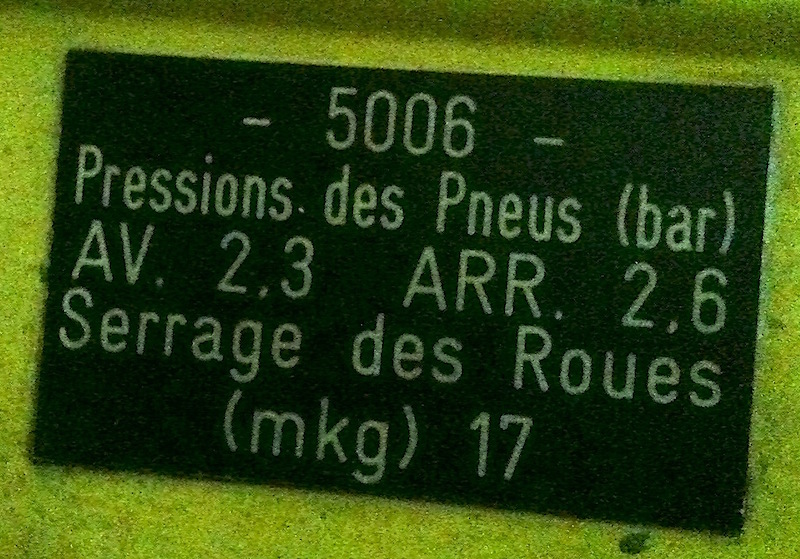 - 5006 -
Pressions des Pneus (bar)
AV. 2,3 ARR. 2,6
Serrage des Roues
(mkg) 17